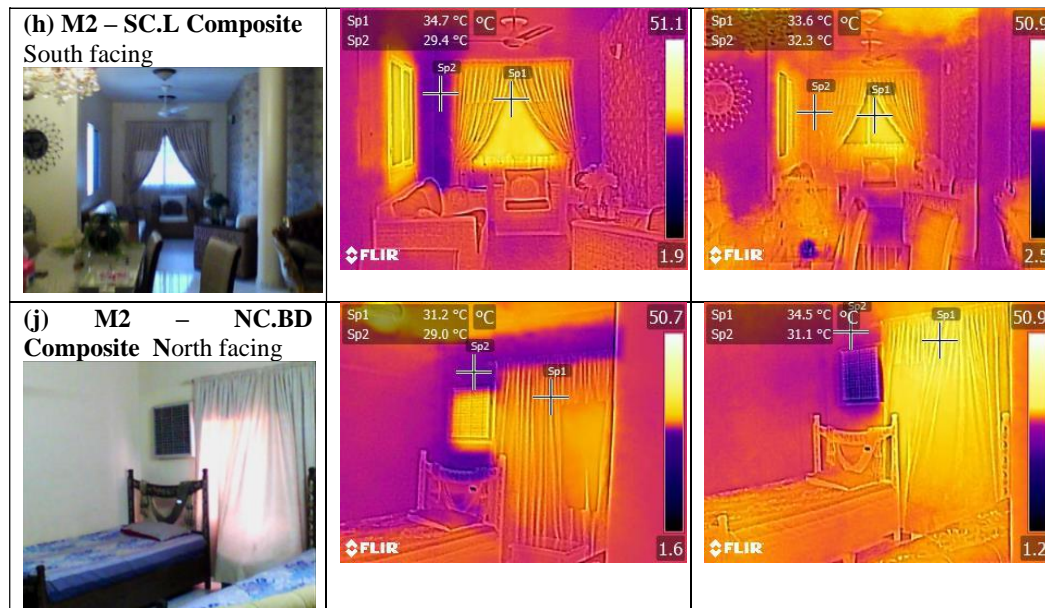 (h) M2 – SC.L Composite
South facing
Sp1 34.7 °C °C
Sp2 29.4 °C
51.1
Sp2
Sp1
FLIR
1.9
Sp1 33.6 °C °C
Sp2 32.3 °C
50.9
Sp2
Sp1
FLIR
2.5
(j) M2 – NC.BD
Composite North facing
Sp1 31.2 °C °C
Sp2 29.0 °C
50.7
Sp2
Sp1
FLIR
1.6
Sp1 34.5 °C °C
Sp2 31.1 °C
50.9
Sp2
Sp1
FLIR
1.2